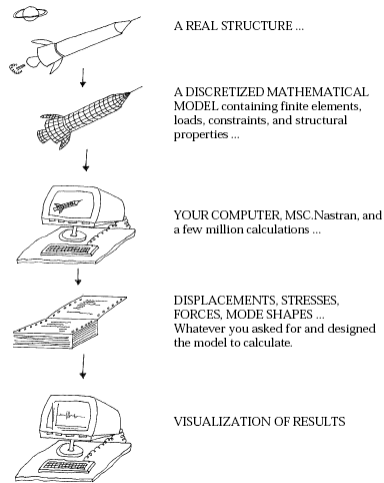 A REAL STRUCTURE ...
A DISCRETIZED MATHEMATICAL
MODEL containing finite elements,
loads, constraints, and structural
properties ...
YOUR COMPUTER, MSC.Nastran, and
a few million calculations ...
DISPLACEMENTS, STRESSES,
FORCES, MODE SHAPES ...
Whatever you asked for and designed
the model to calculate.
VISUALIZATION OF RESULTS